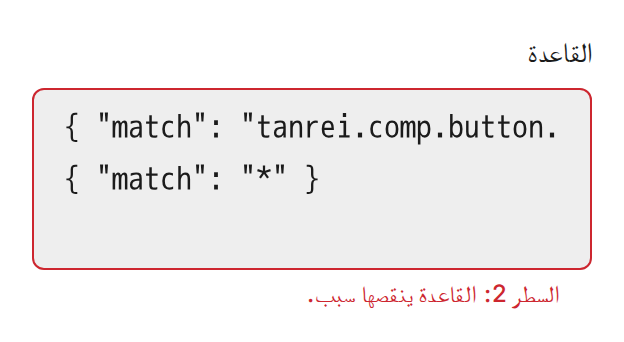 القاعدة
{ "match": "tanrei.comp.button.
{ "match": "*" }
السطر 2: القاعدة ينقصها سبب.